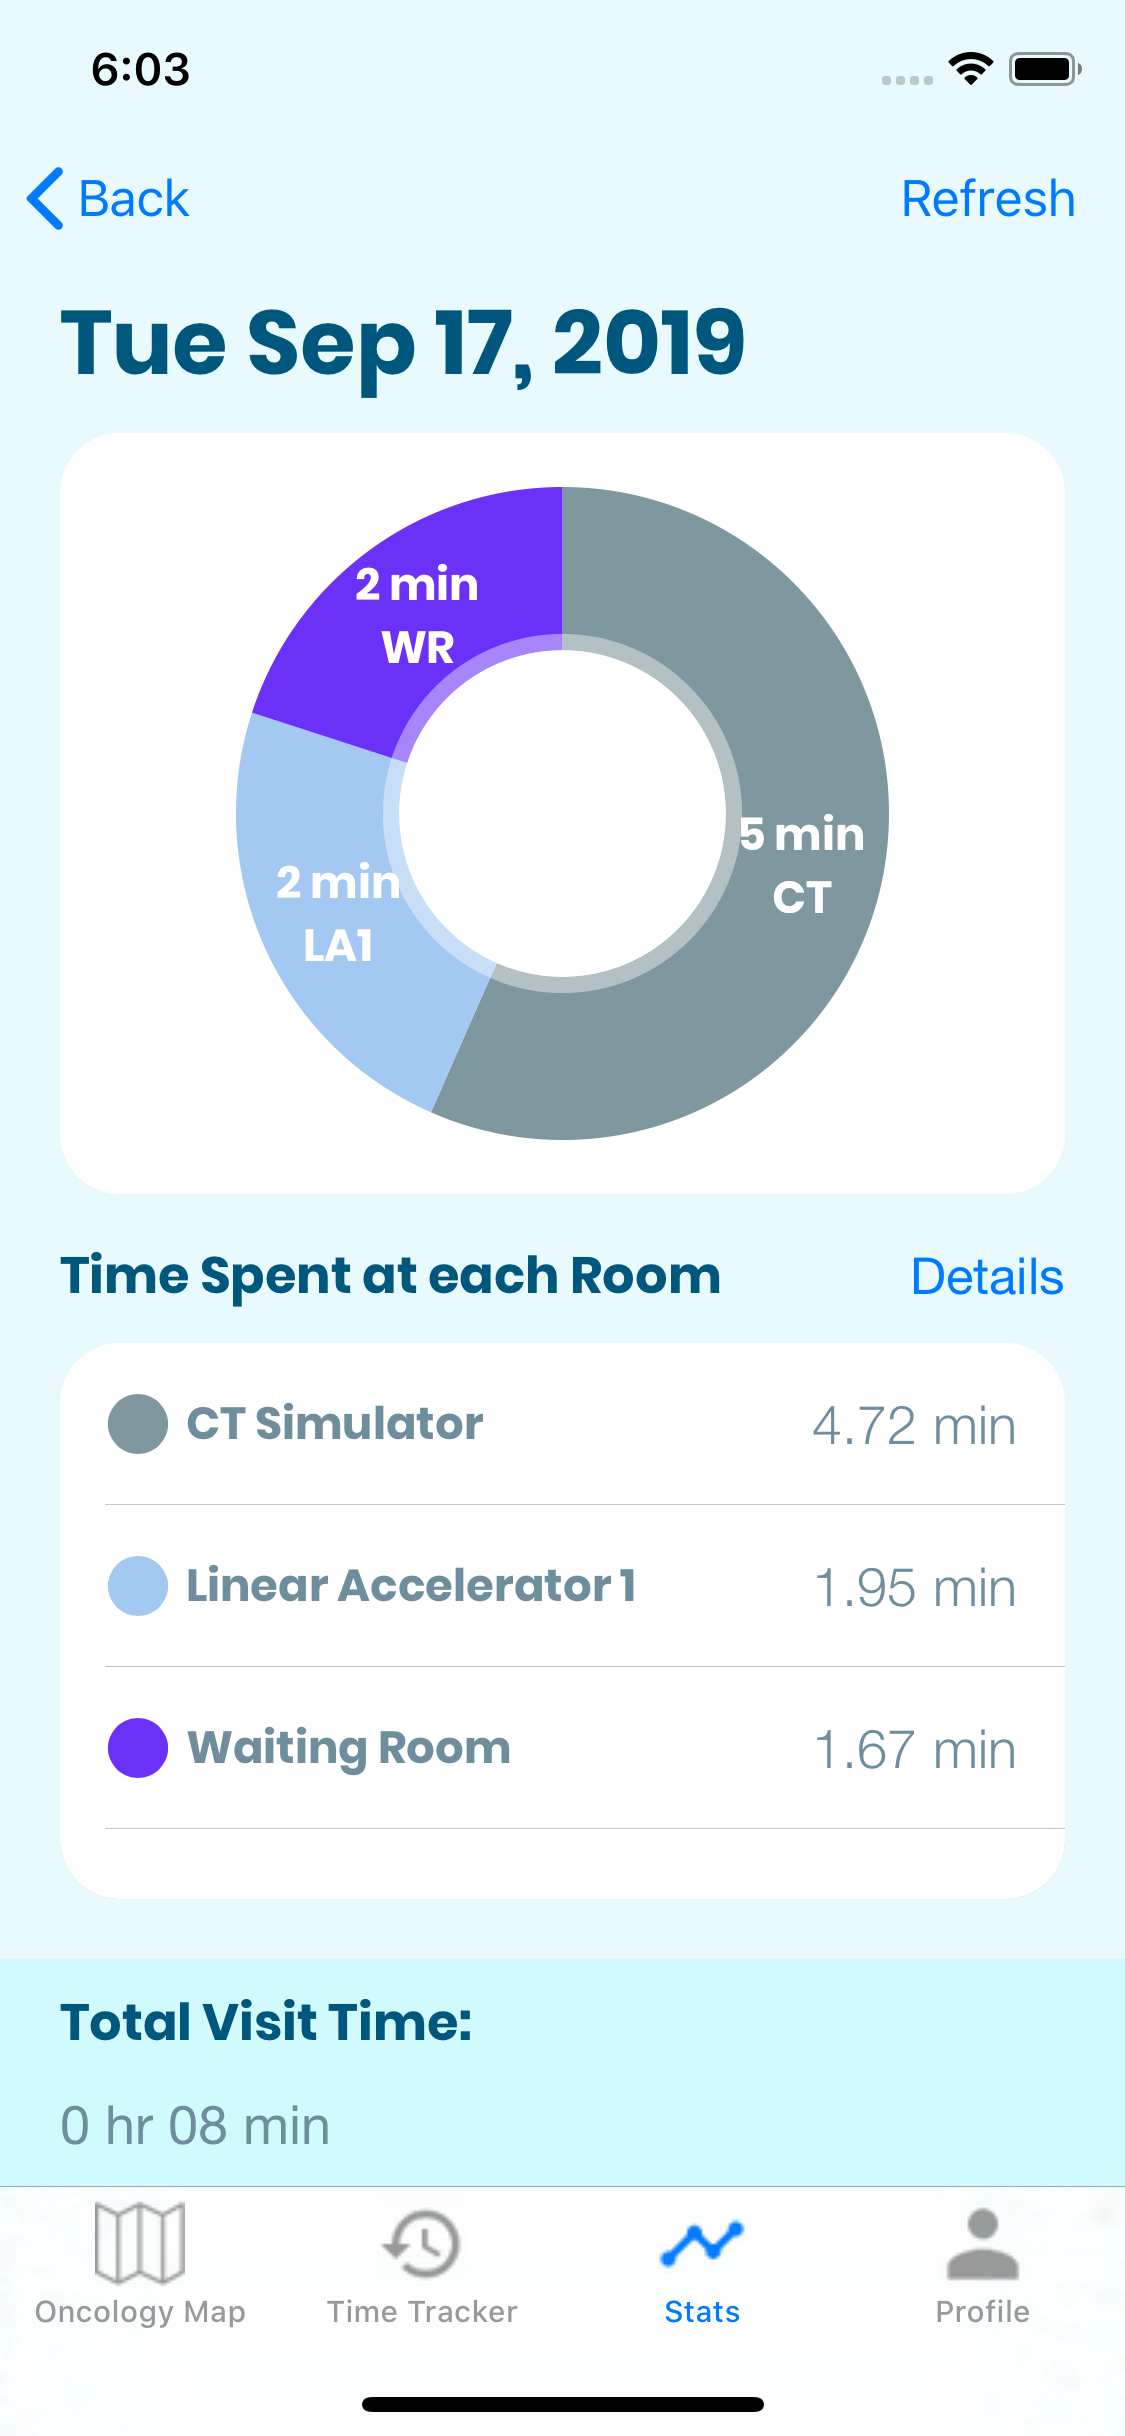 6:03
Back
Refresh
Tue Sep 17, 2019
2 min
WR
5 min
CT
2 min
LA1
Time Spent at each Room
Details
CT Simulator
4.72 min
Linear Accelerator 1
1.95 min
Waiting Room
1.67 min
Total Visit Time:
0 hr 08 min
Oncology Map
Time Tracker
Stats
Profile